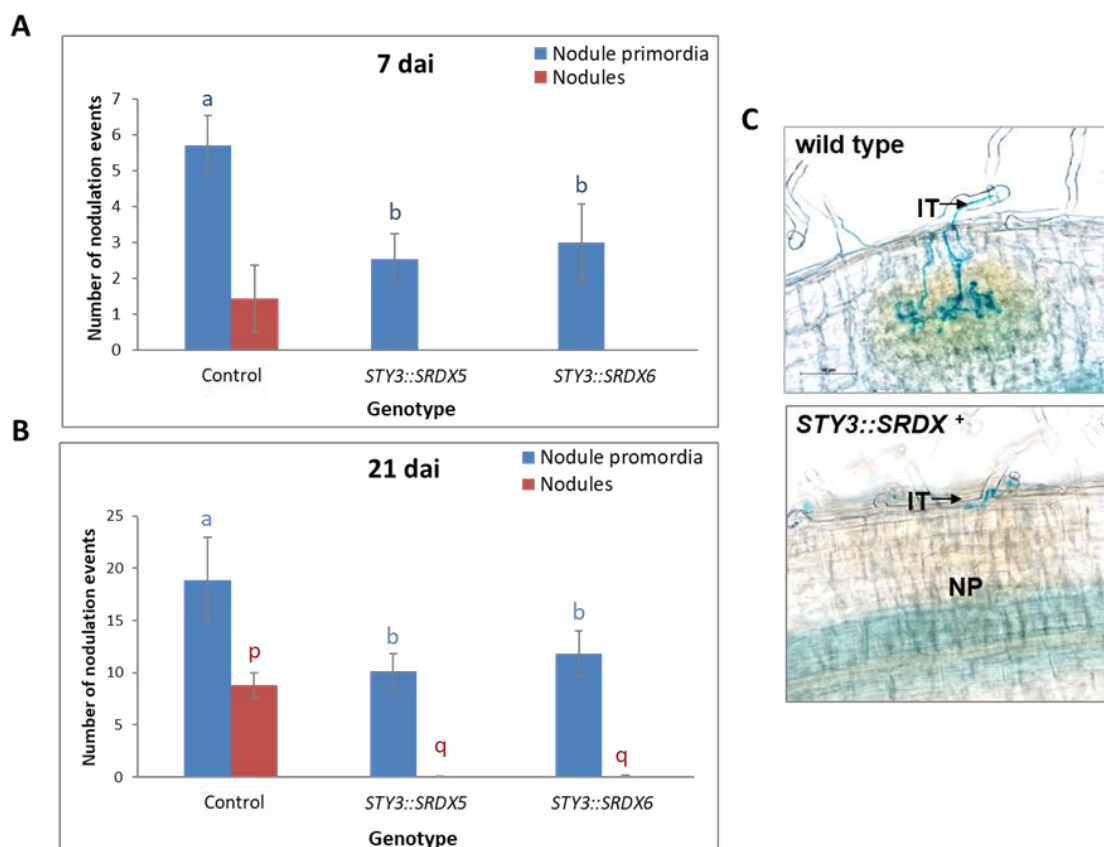 A
7 dai
Nodule primordia
Nodules
Number of nodulation events
7
6
5
4
3
2
1
0
a
b
b
Control
STY3::SRDX5
STY3::SRDX6
Genotype
B
21 dai
Nodule promordia
Nodules
Number of nodulation events
25
20
15
10
5
0
a
p
b
q
b
q
Control
STY3::SRDX5
STY3::SRDX6
Genotype
C
wild type
IT
STY3::SRDX +
IT
NP